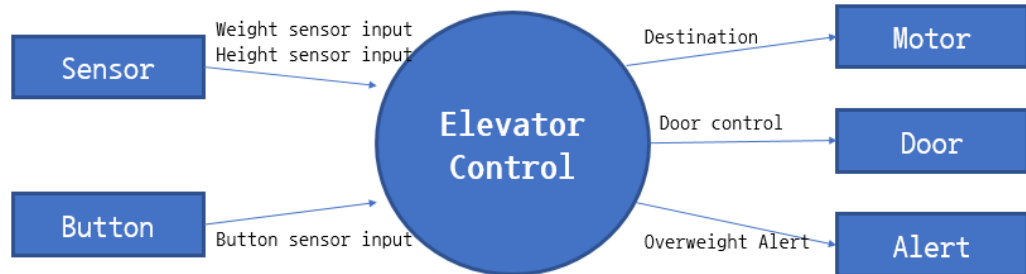 Weight sensor input
Height sensor input
Sensor
Button
Button sensor input
Elevator
Control
Destination
Motor
Door control
Door
Overweight Alert
Alert